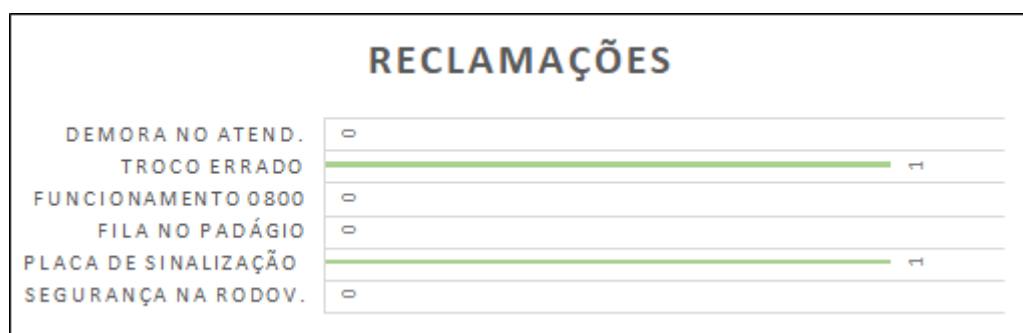 RECLAMAÇÕES
DEMORA NO ATEND. 0
TROCO ERRADO 1
FUNCIONAMENTO 0800 0
FILA NO PADÁGIO 0
PLACA DE SINALIZAÇÃO 1
SEGURANÇA NA RODOV. 0